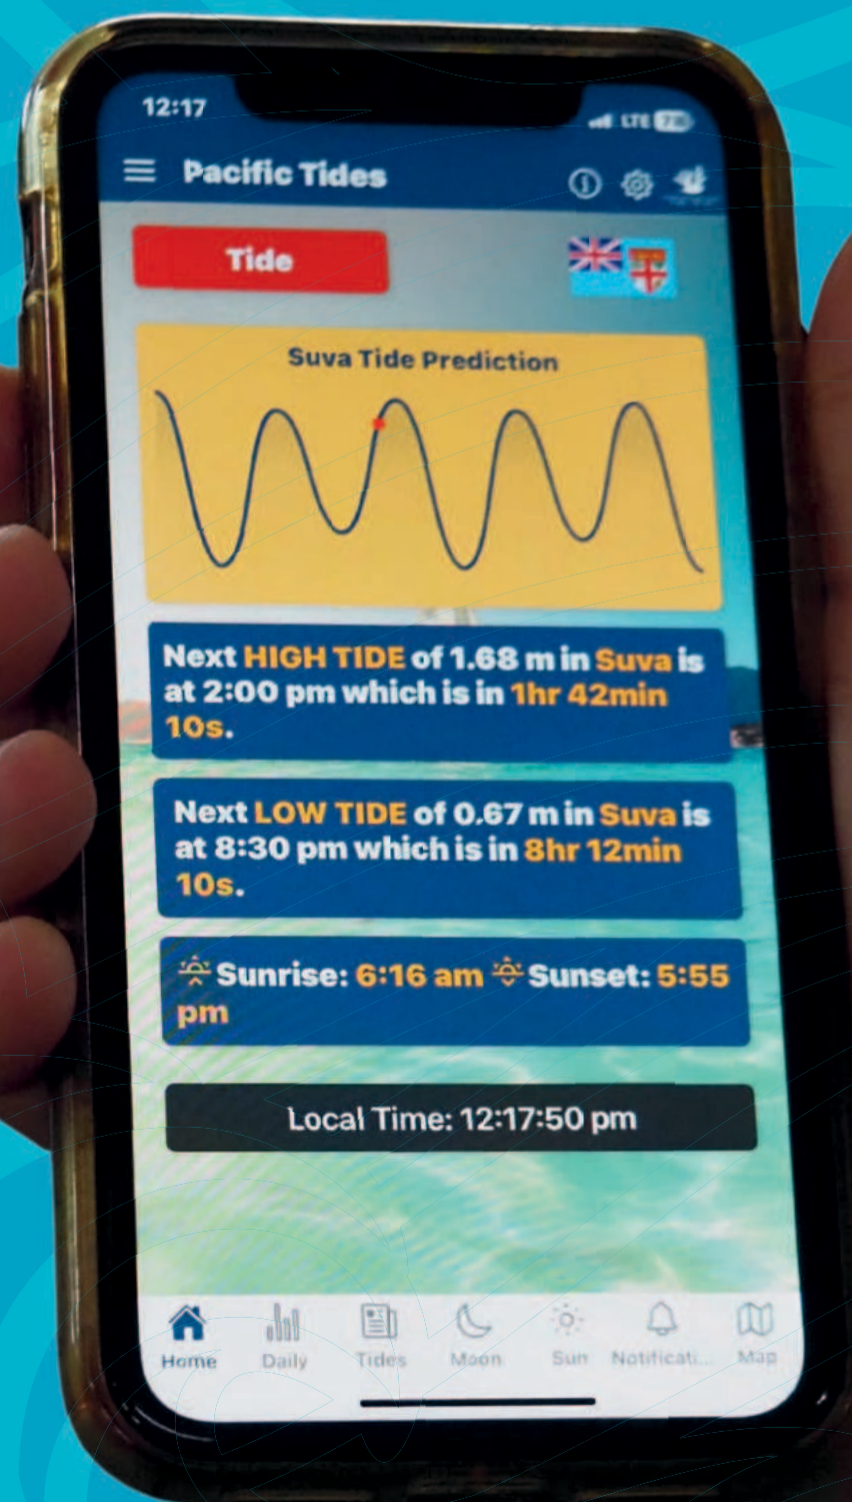 12:17
LTE
Pacific Tides
Tide
Suva Tide Prediction
Next HIGH TIDE of 1.68 m in Suva is
at 2:00 pm which is in 1hr 42min
10s.
Next LOW TIDE of 0.67 m in Suva is
at 8:30 pm which is in 8hr 12min
10s.
Sunrise: 6:16 am Sunset: 5:55
pm
Local Time: 12:17:50 pm
Home Daily Tides Moon Sun Notificati... Map